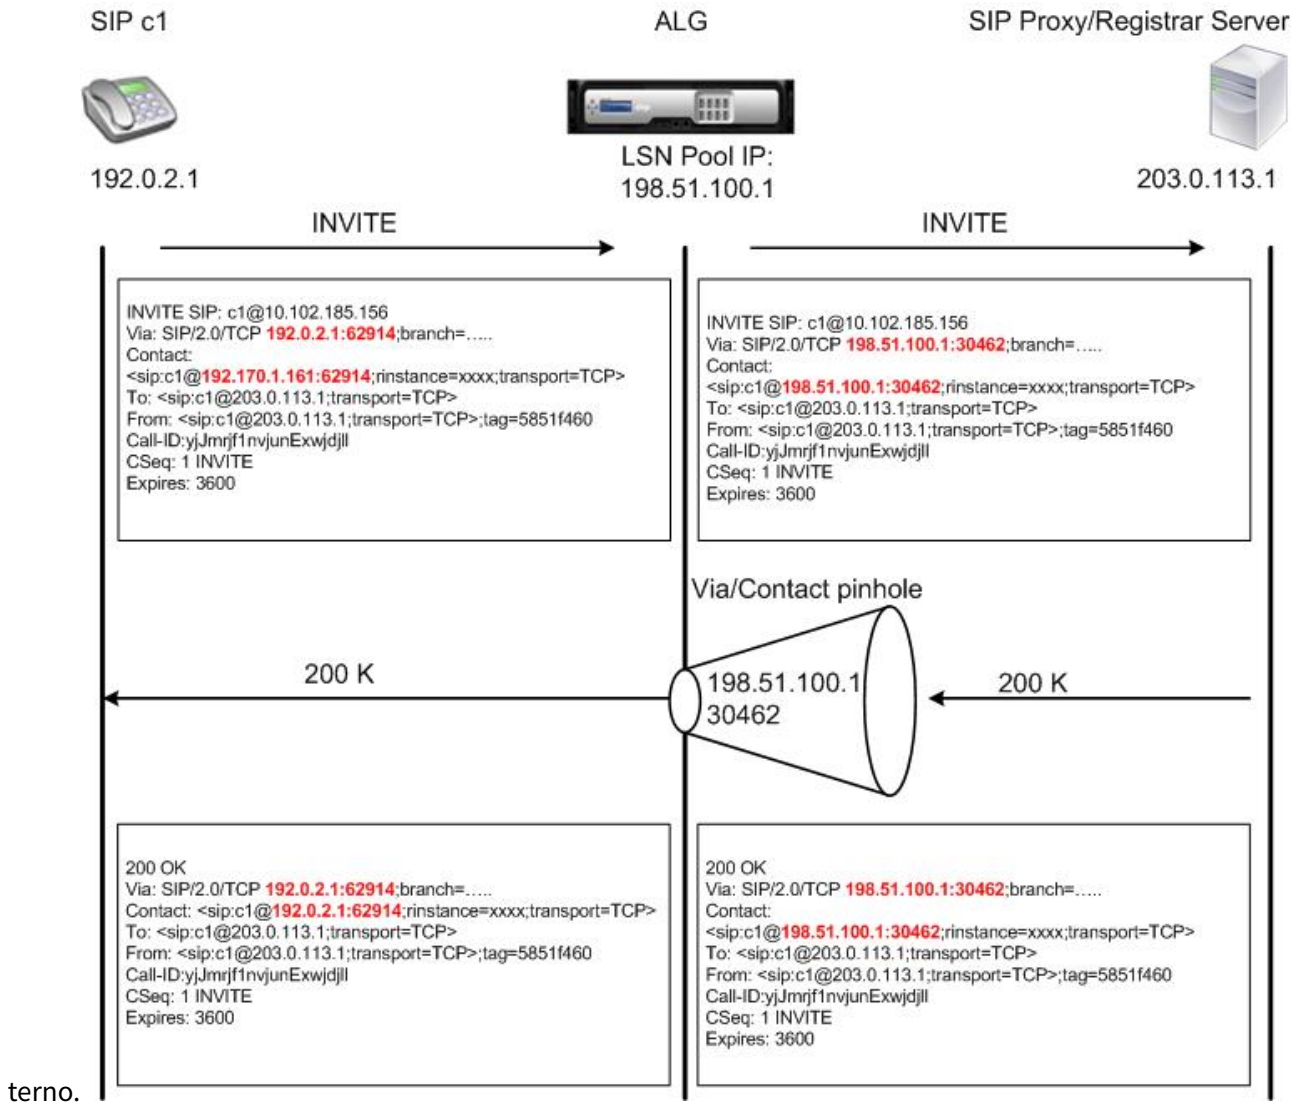 SIP c1
ALG
SIP Proxy/Registrar Server
192.0.2.1
LSN Pool IP:
198.51.100.1
203.0.113.1
INVITE
INVITE
INVITE SIP: c1@10.102.185.156
Via: SIP/2.0/TCP 192.0.2.1:62914;branch=.....
Contact:
<sip:c1@192.170.1.161:62914;rinstance=xxxx;transport=TCP>
To: <sip:c1@203.0.113.1;transport=TCP>
From: <sip:c1@203.0.113.1;transport=TCP>;tag=5851f460
Call-ID:yjJmrjf1nvjunExwjdjlI
CSeq: 1 INVITE
Expires: 3600
INVITE SIP: c1@10.102.185.156
Via: SIP/2.0/TCP 198.51.100.1:30462;branch=.....
Contact:
<sip:c1@198.51.100.1:30462;rinstance=xxxx;transport=TCP>
To: <sip:c1@203.0.113.1;transport=TCP>
From: <sip:c1@203.0.113.1;transport=TCP>;tag=5851f460
Call-ID:yjJmrjf1nvjunExwjdjlI
CSeq: 1 INVITE
Expires: 3600
Via/Contact pinhole
200 K
198.51.100.1
30462
200 K
200 OK
Via: SIP/2.0/TCP 192.0.2.1:62914;branch=.....
Contact: <sip:c1@192.0.2.1:62914;rinstance=xxxx;transport=TCP>
To: <sip:c1@203.0.113.1;transport=TCP>
From: <sip:c1@203.0.113.1;transport=TCP>;tag=5851f460
Call-ID:yjJmrjf1nvjunExwjdjlI
CSeq: 1 INVITE
Expires: 3600
200 OK
Via: SIP/2.0/TCP 198.51.100.1:30462;branch=.....
Contact:
<sip:c1@198.51.100.1:30462;rinstance=xxxx;transport=TCP>
To: <sip:c1@203.0.113.1;transport=TCP>
From: <sip:c1@203.0.113.1;transport=TCP>;tag=5851f460
Call-ID:yjJmrjf1nvjunExwjdjlI
CSeq: 1 INVITE
Expires: 3600
terno.